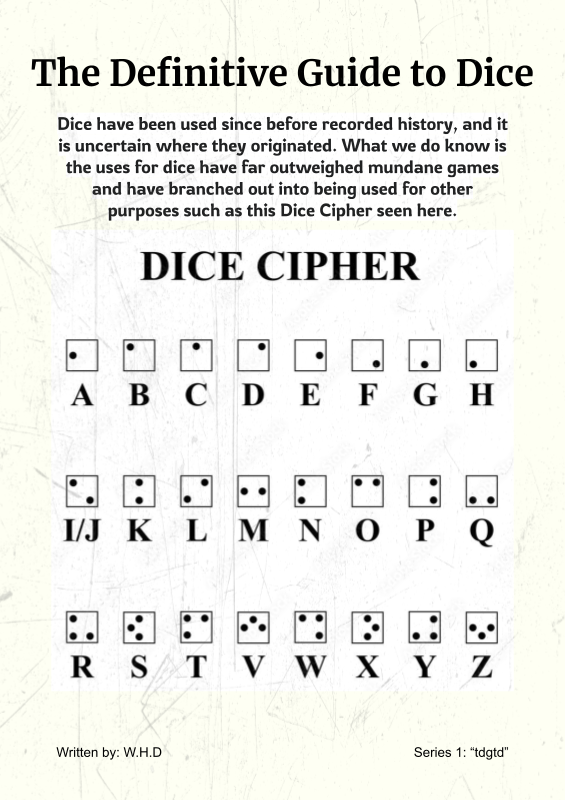 The Definitive Guide to Dice
Dice have been used since before recorded history, and it
is uncertain where they originated. What we do know is
the uses for dice have far outweighed mundane games
and have branched out into being used for other
purposes such as this Dice Cipher seen here.
DICE CIPHER
A B C D E F G H
I/J K L M N O P Q
R S T V W X Y Z
Written by: W.H.D
Series 1: “tdgtd”